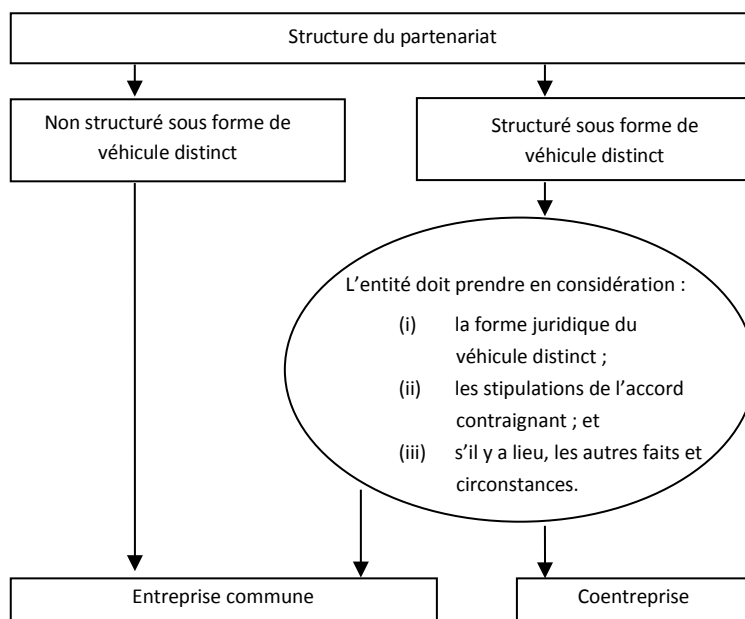 Structure du partenariat
Non structuré sous forme de
véhicule distinct
Structuré sous forme de
véhicule distinct
L’entité doit prendre en considération :
(i) la forme juridique du
véhicule distinct ;
(ii) les stipulations de l’accord
contraignant ; et
(iii) s’il y a lieu, les autres faits et
circonstances.
Entreprise commune
Coentreprise